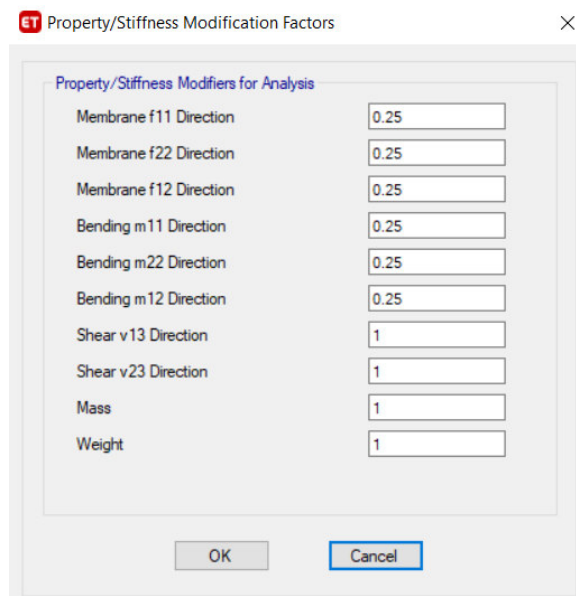 ET Property/Stiffness Modification Factors
Property/Stiffness Modifiers for Analysis
Membrane f11 Direction 0.25
Membrane f22 Direction 0.25
Membrane f12 Direction 0.25
Bending m11 Direction 0.25
Bending m22 Direction 0.25
Bending m12 Direction 0.25
Shear v13 Direction 1
Shear v23 Direction 1
Mass 1
Weight 1
OK Cancel